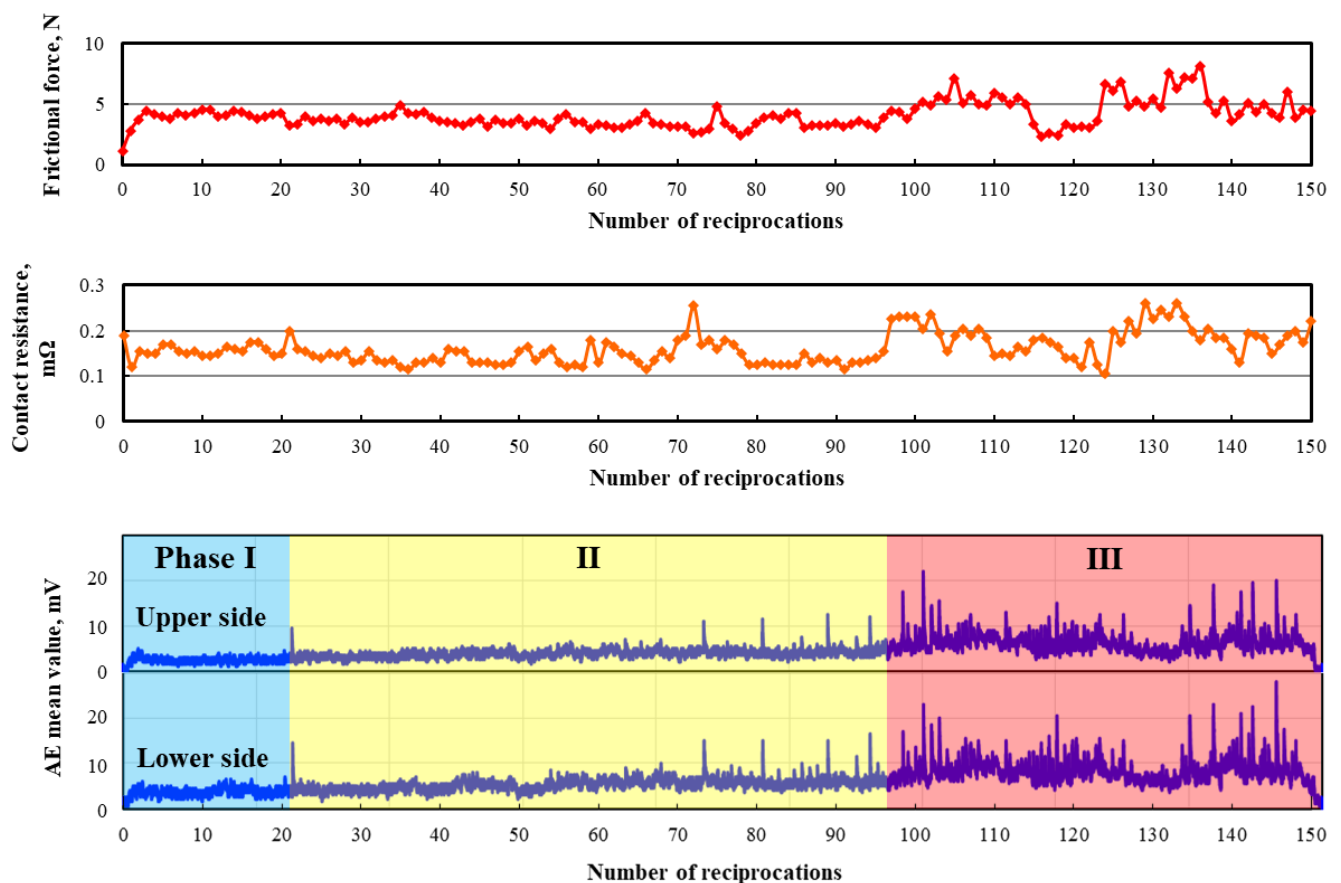 Frictional force, N
10
5
0
0 10 20 30 40 50 60 70 80 90 100 110 120 130 140 150
Number of reciprocations
Contact resistance,
mΩ
0.3
0.2
0.1
0
0 10 20 30 40 50 60 70 80 90 100 110 120 130 140 150
Number of reciprocations
AE mean value, mV
Phase I II III
20
Upper side
10
0
20
Lower side
10
0
0 10 20 30 40 50 60 70 80 90 100 110 120 130 140 150
Number of reciprocations